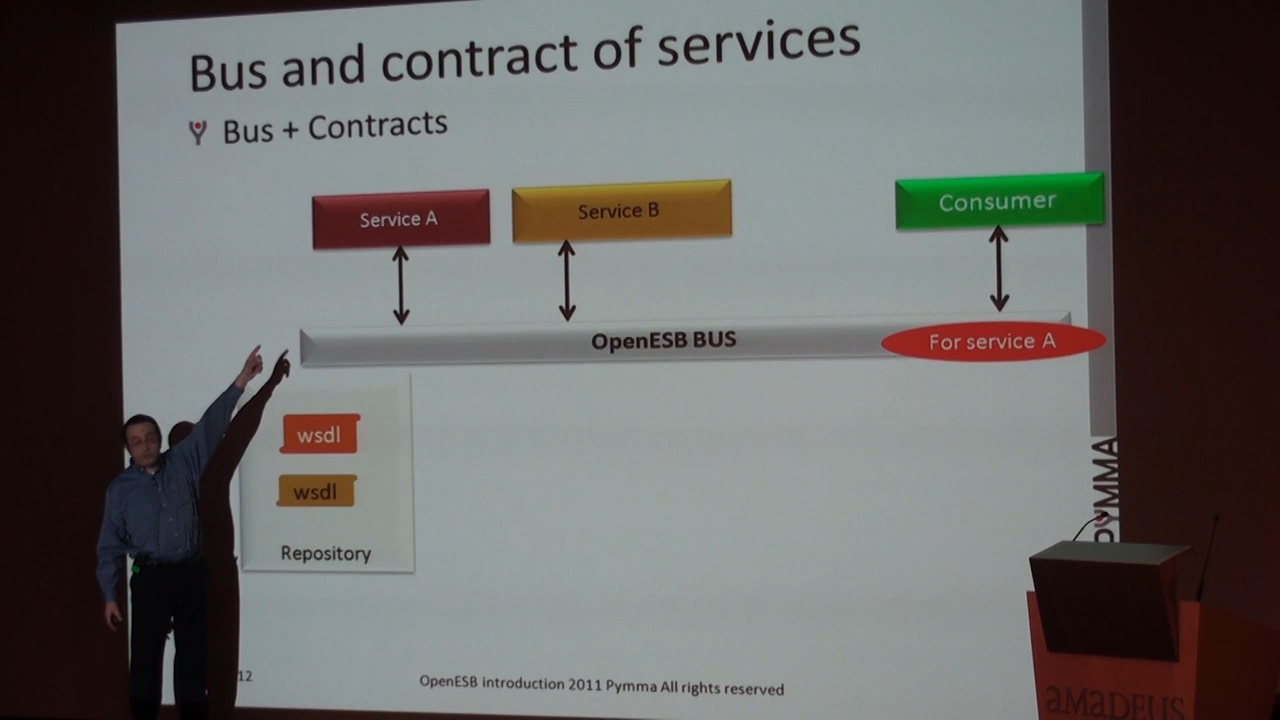 Bus and contract of services
Bus + Contracts
Service A
Service B
Consumer
OpenESB BUS
For service A
wsdl
wsdl
Repository
PYMMA
12
OpenESB introduction 2011 Pymma All rights reserved
amadeus